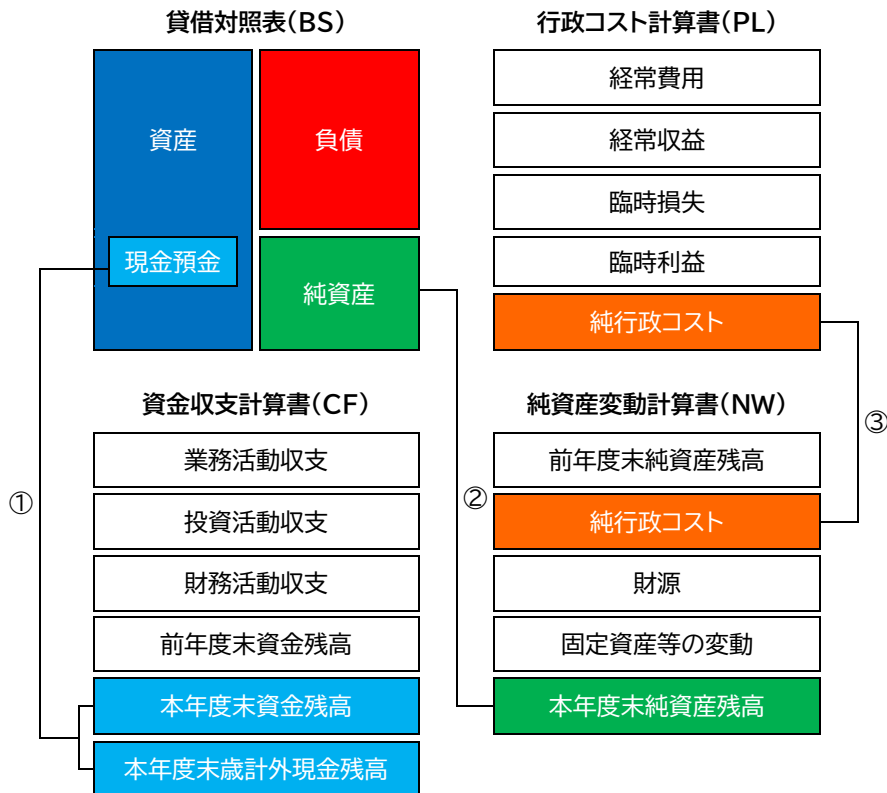 貸借対照表(BS)
資産
負債
現金預金
純資産
行政コスト計算書(PL)
経常費用
経常収益
臨時損失
臨時利益
純行政コスト
資金収支計算書(CF)
業務活動収支
投資活動収支
財務活動収支
前年度末資金残高
本年度末資金残高
本年度末歳計外現金残高
純資産変動計算書(NW)
前年度末純資産残高
純行政コスト
財源
固定資産等の変動
本年度末純資産残高
①
②
③